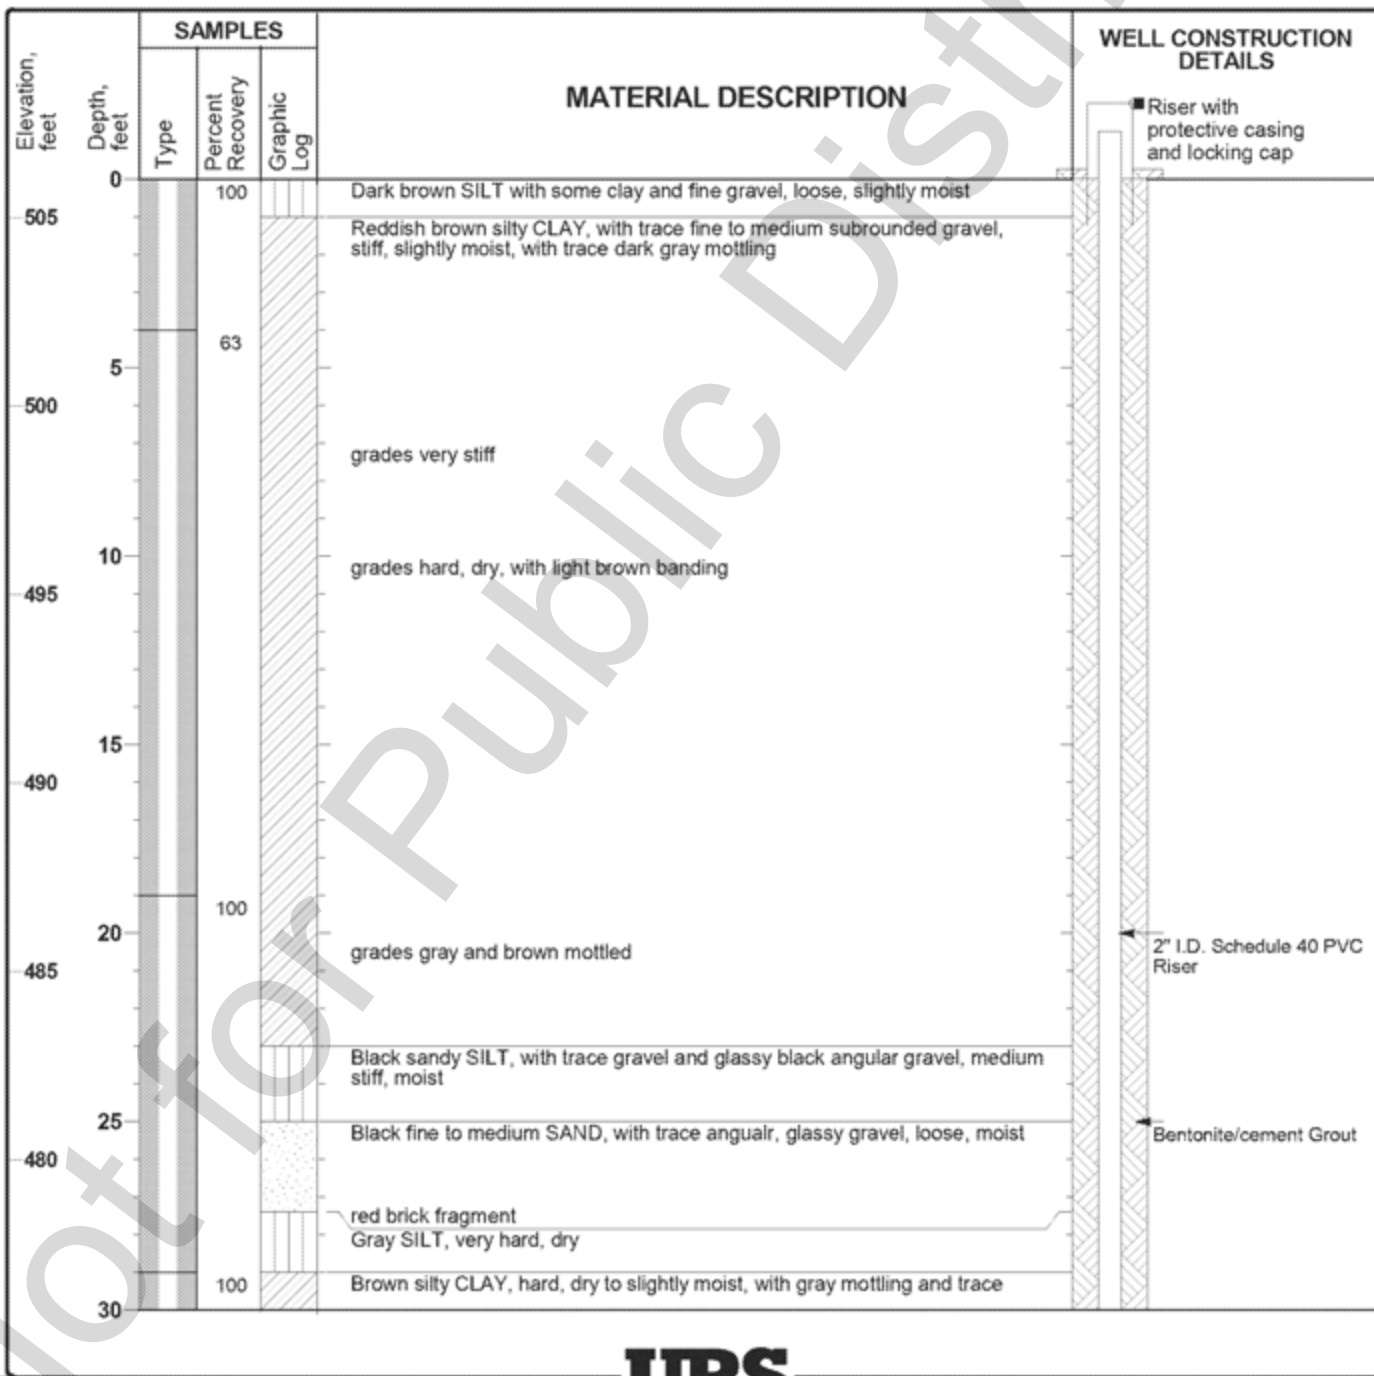 SAMPLES
Elevation,
feet
Depth,
feet
Type
Percent
Recovery
Graphic
Log
MATERIAL DESCRIPTION
WELL CONSTRUCTION
DETAILS
Riser with
protective casing
and locking cap
0
100
Dark brown SILT with some clay and fine gravel, loose, slightly moist
505
Reddish brown silty CLAY, with trace fine to medium subrounded gravel,
stiff, slightly moist, with trace dark gray mottling
63
5
500
grades very stiff
10
grades hard, dry, with light brown banding
495
15
490
100
20
grades gray and brown mottled
2" I.D. Schedule 40 PVC
Riser
485
Black sandy SILT, with trace gravel and glassy black angular gravel, medium
stiff, moist
25
Black fine to medium SAND, with trace angualr, glassy gravel, loose, moist
Bentonite/cement Grout
480
red brick fragment
Gray SILT, very hard, dry
100
Brown silty CLAY, hard, dry to slightly moist, with gray mottling and trace
30
URS
for Public